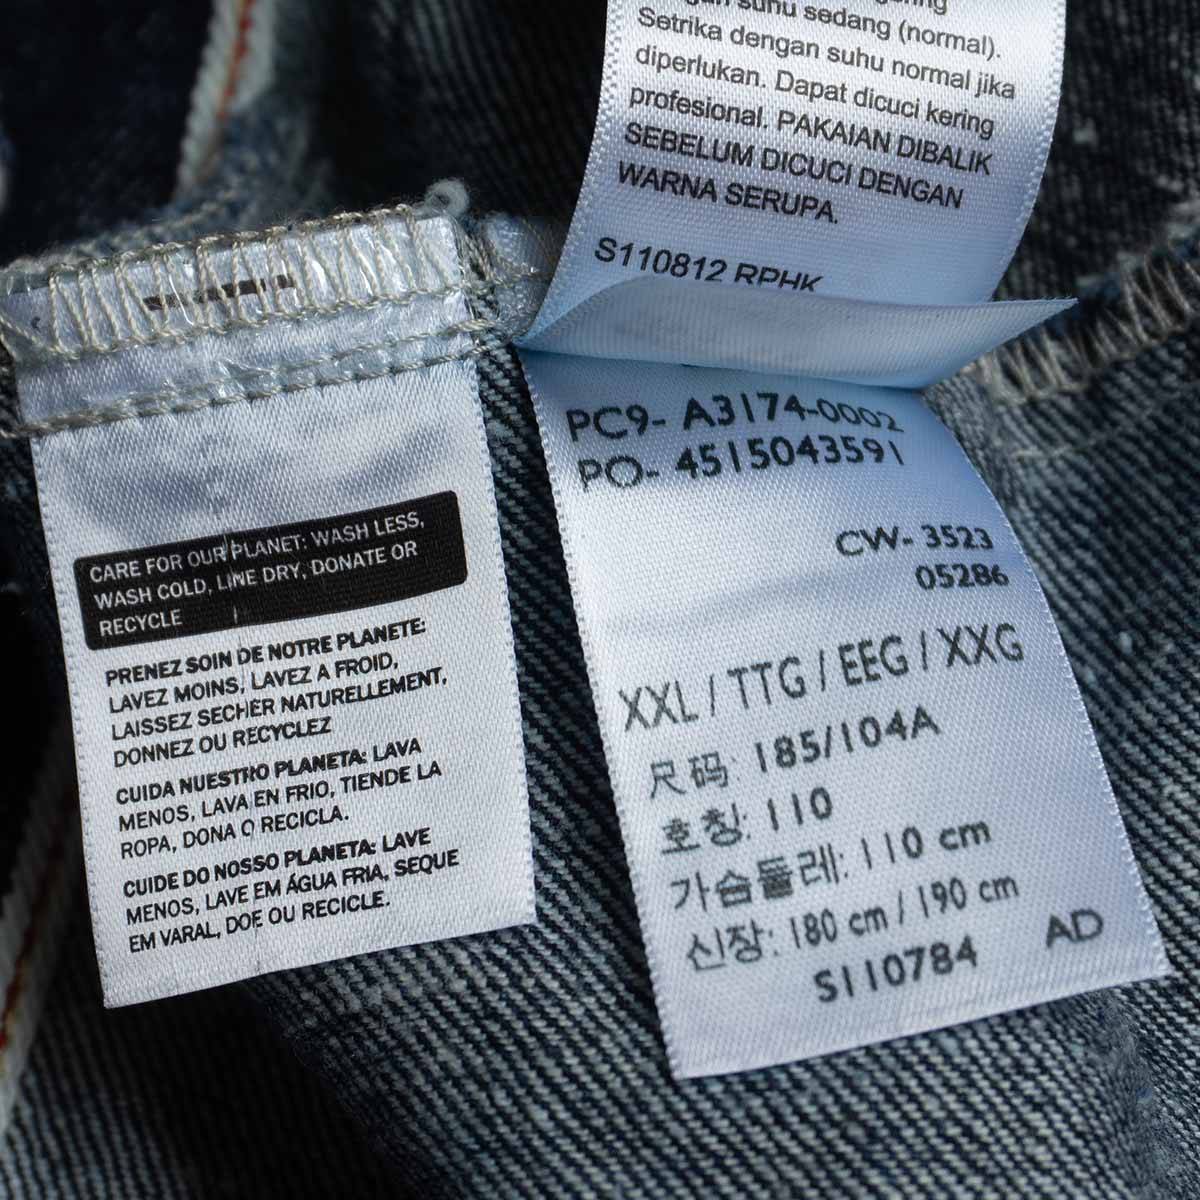 suhu sedang (normal).
Setrika dengan suhu normal jika
diperlukan. Dapat dicuci kering
profesional. PAKAIAN DIBALIK
SEBELUM DICUCI DENGAN
WARNA SERUPA.
S110812 RPHK
CARE FOR OUR PLANET: WASH LESS,
WASH COLD, LINE DRY, DONATE OR
RECYCLE
PRENEZ SOIN DE NOTRE PLANETE:
LAVEZ MOINS, LAVEZ A FROID,
LAISSEZ SECHER NATURELLEMENT,
DONNEZ OU RECYCLEZ
CUIDA NUESTRO PLANETA: LAVA
MENOS, LAVA EN FRIO, TIENDE LA
ROPA, DONA O RECICLA.
CUIDE DO NOSSO PLANETA: LAVE
MENOS, LAVE EM ÁGUA FRIA, SEQUE
EM VARAL, DOE OU RECICLE.
PC9- A3174-0002
PO- 4515043591
CW- 3523
05286
XXL / TTG / EEG / XXG
尺码: 185/104A
호칭: 110
가슴둘레: 110 cm
신장: 180 cm / 190 cm
S110784 AD